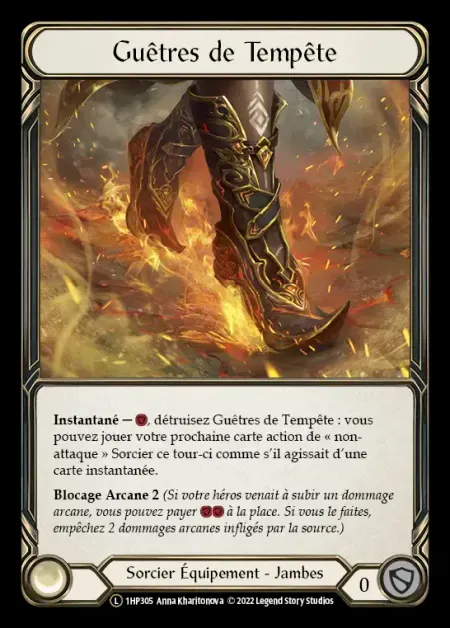 Guêtres de Tempête
Instantané — , détruisez Guêtres de Tempête : vous
pouvez jouer votre prochaine carte action de « non-
attaque » Sorcier ce tour-ci comme s'il agissait d'une
carte instantanée.
Blocage Arcane 2 (Si votre héros venait à subir un dommage
arcane, vous pouvez payer à la place. Si vous le faites,
empêchez 2 dommages arcanes infligés par la source.)
Sorcier Équipement - Jambes
0
L 1HP305 Anna Kharitonova © 2022 Legend Story Studios